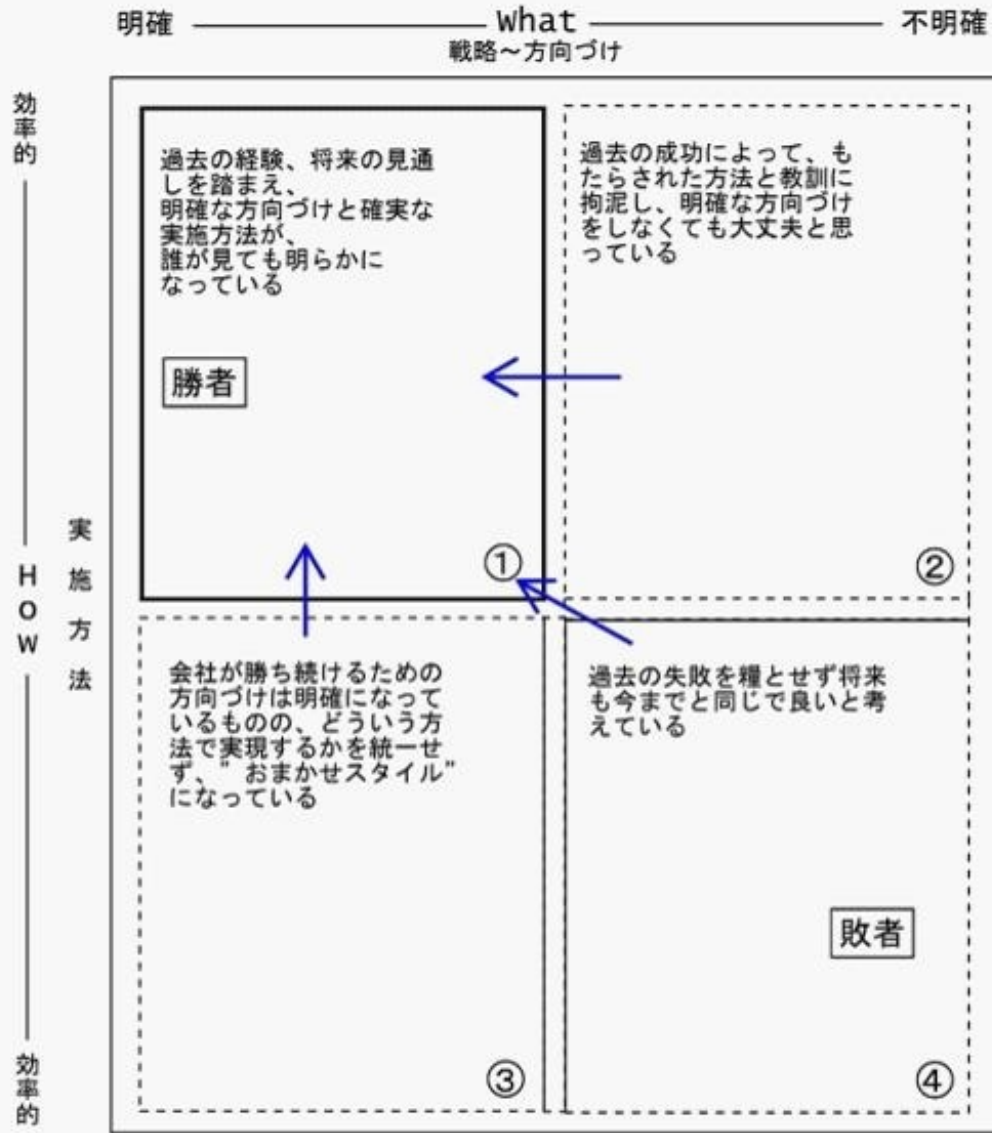 明確 What 不明確
戦略～方向づけ
効率的
HOW
効率的
実施方法
過去の経験、将来の見通
しを踏まえ、
明確な方向づけと確実な
実施方法が、
誰が見ても明らかに
なっている
勝者
①
過去の成功によって、も
たらされた方法と教訓に
拘泥し、明確な方向づけ
をしなくても大丈夫と思
っている
②
会社が勝ち続けるための
方向づけは明確になって
いるものの、どういう方
法で実現するかを統一せ
ず、”おまかせスタイル”
になっている
③
過去の失敗を糧とせず将来
も今までと同じで良いと考
えている
敗者
④